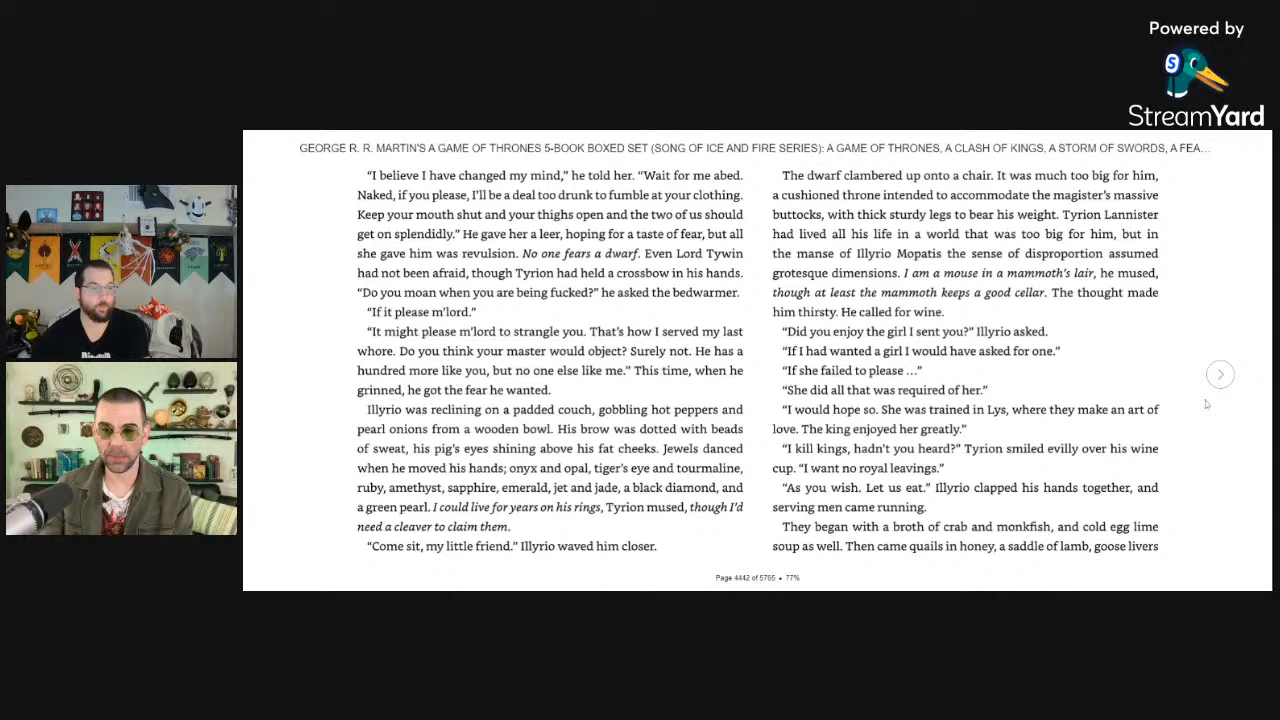 Powered by
S
StreamYard
GEORGE R. R. MARTIN'S A GAME OF THRONES 5-BOOK BOXED SET (SONG OF ICE AND FIRE SERIES): A GAME OF THRONES, A CLASH OF KINGS, A STORM OF SWORDS, A FEA…
“I believe I have changed my mind,” he told her. “Wait for me abed.
Naked, if you please, I’ll be a deal too drunk to fumble at your clothing.
Keep your mouth shut and your thighs open and the two of us should
get on splendidly.” He gave her a leer, hoping for a taste of fear, but all
she gave him was revulsion. No one fears a dwarf. Even Lord Tywin
had not been afraid, though Tyrion had held a crossbow in his hands.
“Do you moan when you are being fucked?” he asked the bedwarmer.
“If it please m’lord.”
“It might please m’lord to strangle you. That’s how I served my last
whore. Do you think your master would object? Surely not. He has a
hundred more like you, but no one else like me.” This time, when he
grinned, he got the fear he wanted.
Illyrio was reclining on a padded couch, gobbling hot peppers and
pearl onions from a wooden bowl. His brow was dotted with beads
of sweat, his pig’s eyes shining above his fat cheeks. Jewels danced
when he moved his hands; onyx and opal, tiger’s eye and tourmaline,
ruby, amethyst, sapphire, emerald, jet and jade, a black diamond, and
a green pearl. I could live for years on his rings, Tyrion mused, though I’d
need a cleaver to claim them.
“Come sit, my little friend.” Illyrio waved him closer.
The dwarf clambered up onto a chair. It was much too big for him,
a cushioned throne intended to accommodate the magister’s massive
buttocks, with thick sturdy legs to bear his weight. Tyrion Lannister
had lived all his life in a world that was too big for him, but in
the manse of Illyrio Mopatis the sense of disproportion assumed
grotesque dimensions. I am a mouse in a mammoth’s lair, he mused,
though at least the mammoth keeps a good cellar. The thought made
him thirsty. He called for wine.
“Did you enjoy the girl I sent you?” Illyrio asked.
“If I had wanted a girl I would have asked for one.”
“If she failed to please …”
“She did all that was required of her.”
“I would hope so. She was trained in Lys, where they make an art of
love. The king enjoyed her greatly.”
“I kill kings, hadn’t you heard?” Tyrion smiled evilly over his wine
cup. “I want no royal leavings.”
“As you wish. Let us eat.” Illyrio clapped his hands together, and
serving men came running.
They began with a broth of crab and monkfish, and cold egg lime
soup as well. Then came quails in honey, a saddle of lamb, goose livers
Page 4442 of 5765 • 77%